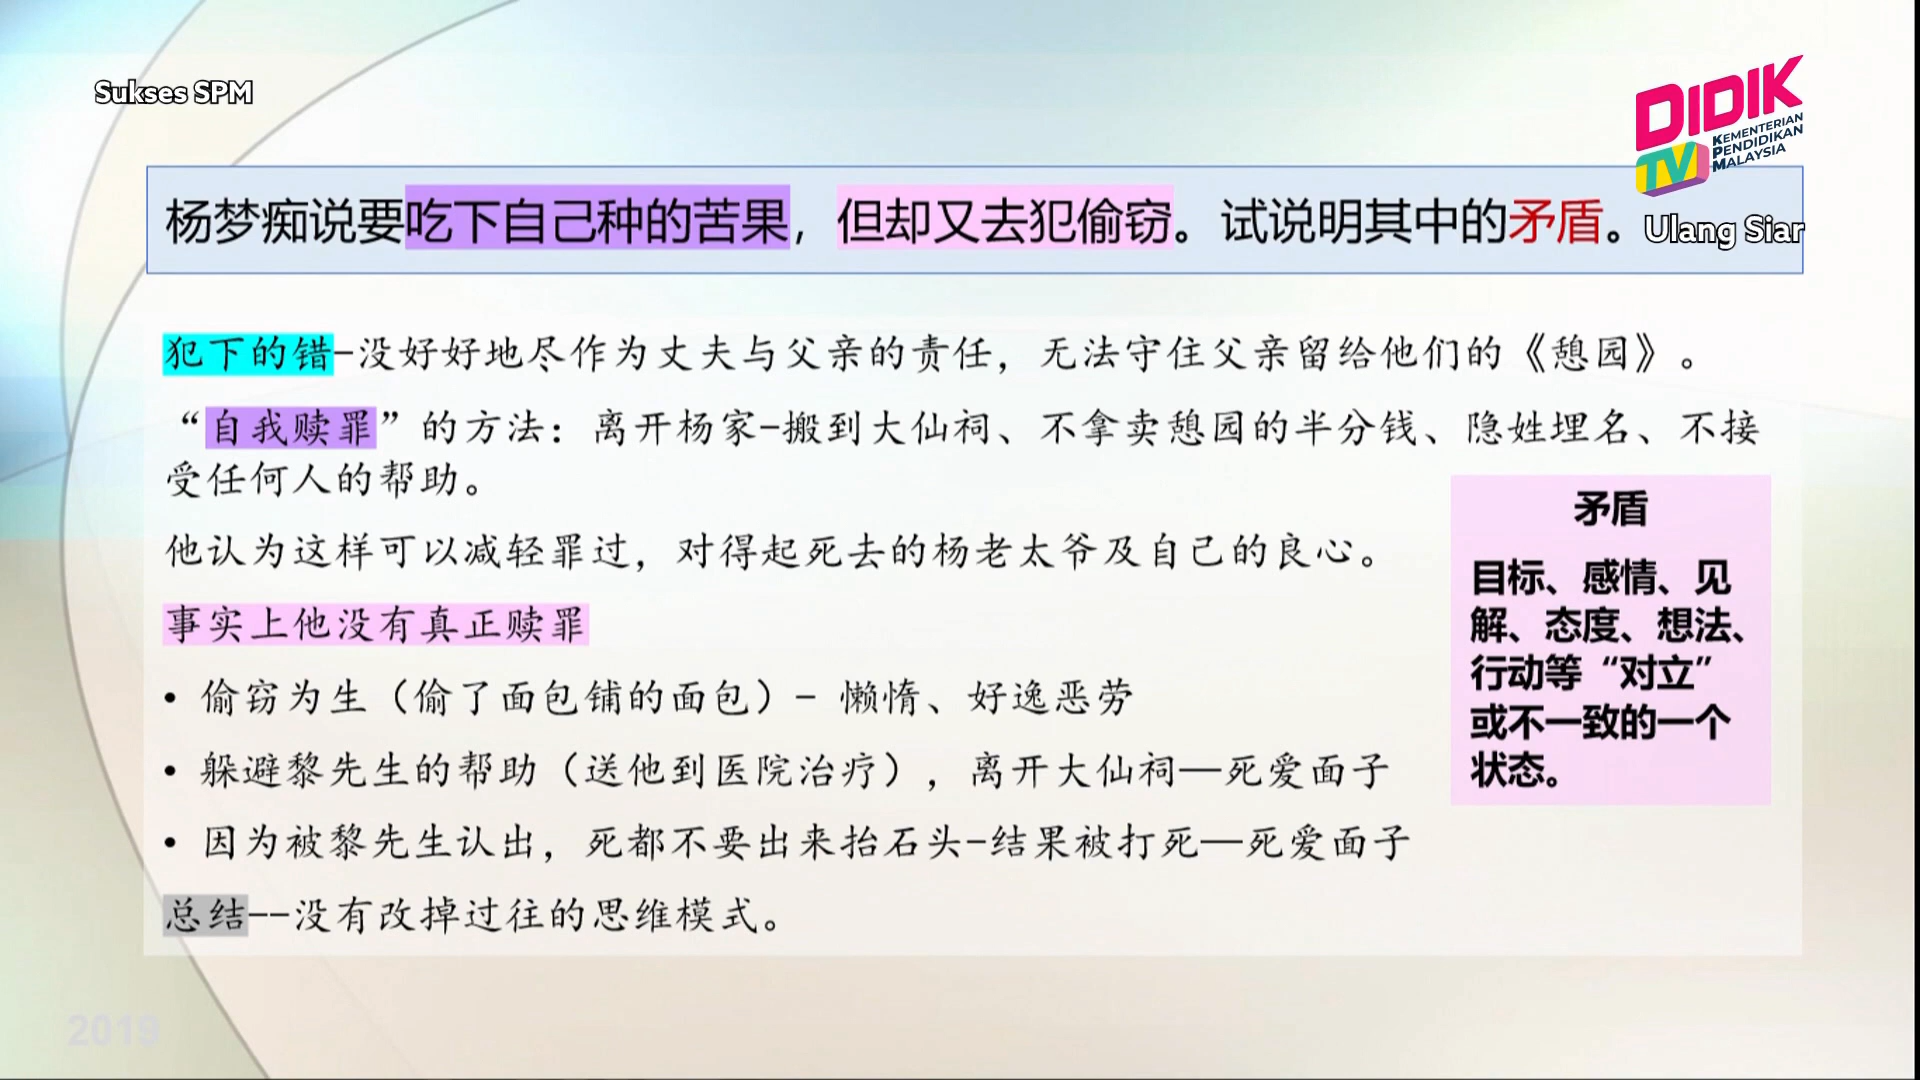 Sukses SPM
DIDIK
TV
KEMENTERIAN
PENDIDIKAN
MALAYSIA
杨梦痴说要吃下自己种的苦果，但却又去犯偷窃。试说明其中的矛盾。
Ulang Siar
犯下的错-没好好地尽作为丈夫与父亲的责任，无法守住父亲留给他们的《憩园》。
“自我赎罪”的方法：离开杨家-搬到大仙祠、不拿卖憩园的半分钱、隐姓埋名、不接
受任何人的帮助。
他认为这样可以减轻罪过，对得起死去的杨老太爷及自己的良心。
事实上他没有真正赎罪
• 偷窃为生（偷了面包铺的面包）- 懒惰、好逸恶劳
• 躲避黎先生的帮助（送他到医院治疗），离开大仙祠—死爱面子
• 因为被黎先生认出，死都不要出来抬石头-结果被打死—死爱面子
总结--没有改掉过往的思维模式。
矛盾
目标、感情、见
解、态度、想法、
行动等“对立”
或不一致的一个
状态。
2019